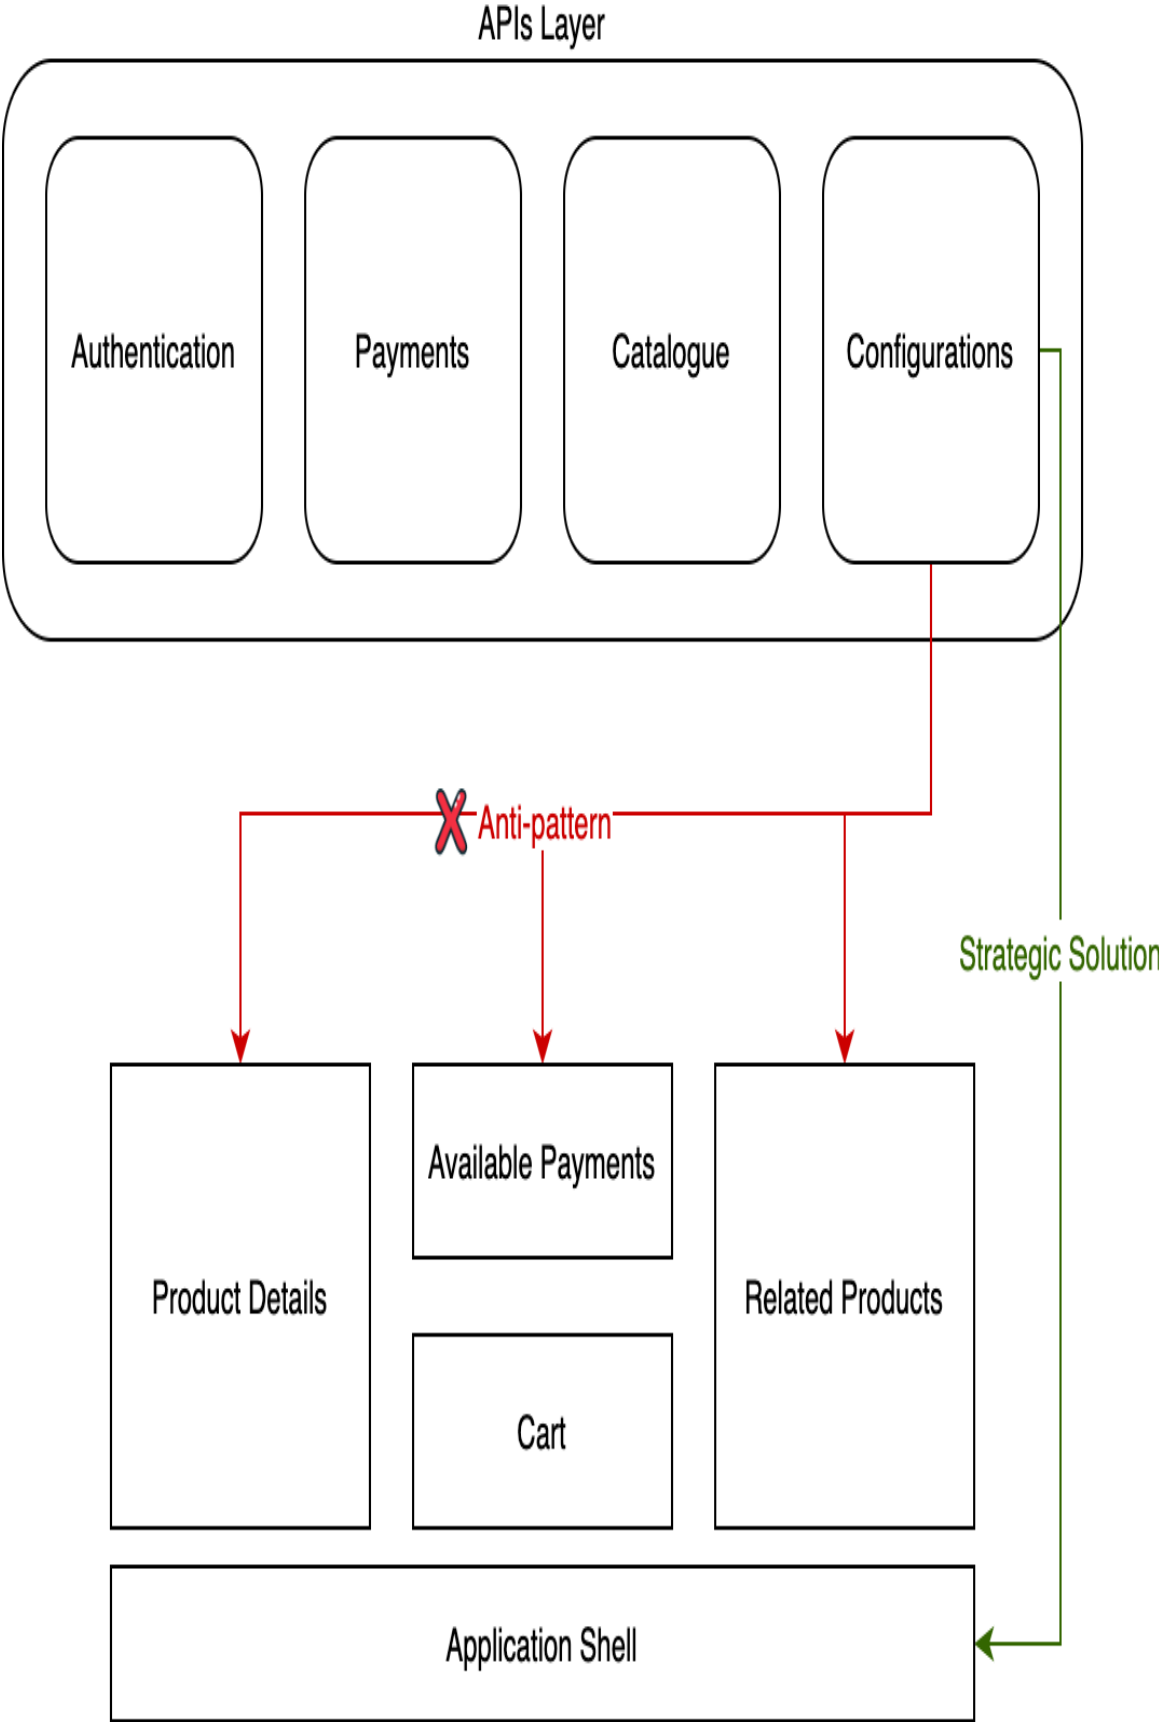 APIs Layer
Authentication
Payments
Catalogue
Configurations
Anti-pattern
Strategic Solution
Available Payments
Product Details
Related Products
Cart
Application Shell